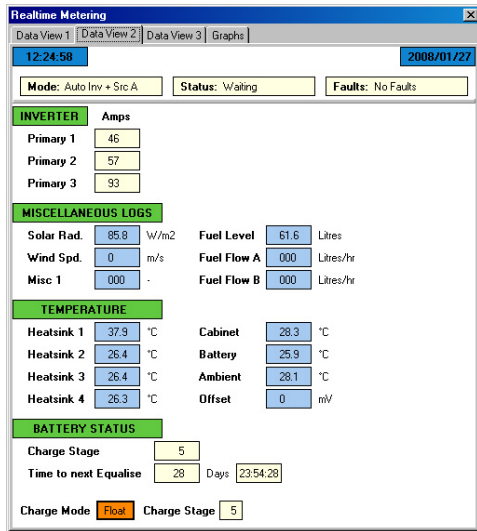 Realtime Metering
Data View 1 Data View 2 Data View 3 Graphs
12:24:58 2008/01/27
Mode: Auto Inv + Src A Status: Waiting Faults: No Faults
INVERTER Amps
Primary 1 46
Primary 2 57
Primary 3 93
MISCELLANEOUS LOGS
Solar Rad. 85.8 W/m2 Fuel Level 61.6 Litres
Wind Spd. 0 m/s Fuel Flow A 000 Litres/hr
Misc 1 000 - Fuel Flow B 000 Litres/hr
TEMPERATURE
Heatsink 1 37.9 °C Cabinet 28.3 °C
Heatsink 2 26.4 °C Battery 25.9 °C
Heatsink 3 26.4 °C Ambient 28.1 °C
Heatsink 4 26.3 °C Offset 0 mV
BATTERY STATUS
Charge Stage 5
Time to next Equalise 28 Days 23:54:28
Charge Mode Float Charge Stage 5